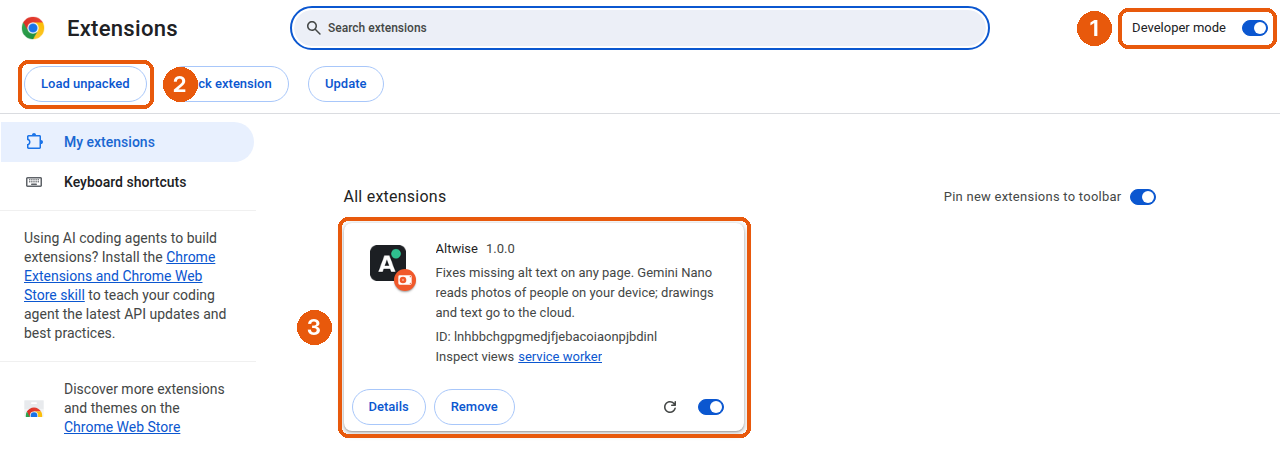 Extensions
Search extensions
1
Developer mode
Load unpacked
2
ck extension
Update
My extensions
Keyboard shortcuts
Using AI coding agents to build
extensions? Install the Chrome
Extensions and Chrome Web
Store skill to teach your coding
agent the latest API updates and
best practices.
Discover more extensions
and themes on the
Chrome Web Store
All extensions
Pin new extensions to toolbar
3
A
Altwise 1.0.0
Fixes missing alt text on any page. Gemini Nano
reads photos of people on your device; drawings
and text go to the cloud.
ID: lnhbbchgpgmedjfjebacoiaonpjbdinl
Inspect views service worker
Details
Remove